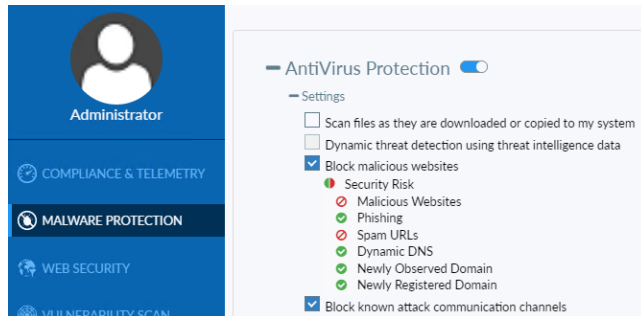 Administrator
COMPLIANCE & TELEMETRY
MALWARE PROTECTION
WEB SECURITY
VULNERABILITY SCAN
AntiVirus Protection
Settings
Scan files as they are downloaded or copied to my system
Dynamic threat detection using threat intelligence data
Block malicious websites
Security Risk
Malicious Websites
Phishing
Spam URLs
Dynamic DNS
Newly Observed Domain
Newly Registered Domain
Block known attack communication channels